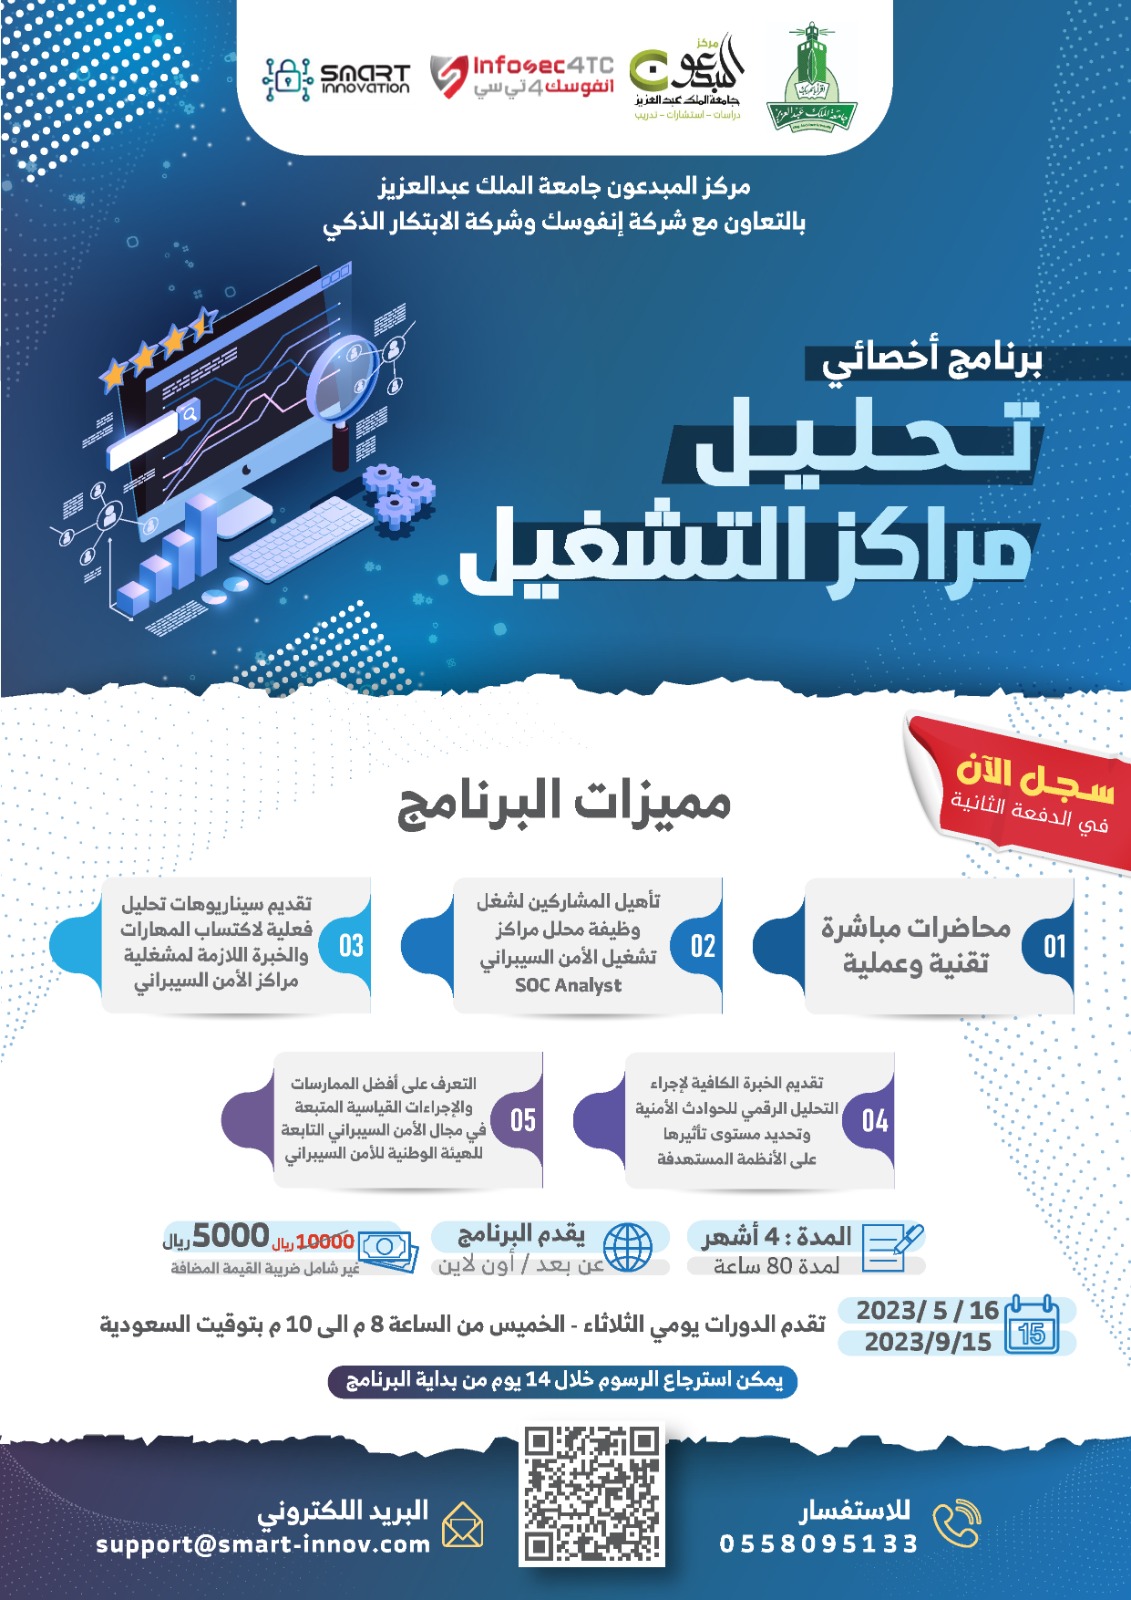 SMART
INNOVATION
Infosec4TC
انفوسك4تي سي
مركز
المبدعون
جامعة الملك عبدالعزيز
دراسات - استشارات - تدريب
جامعة الملك عبدالعزيز
مركز المبدعون جامعة الملك عبدالعزيز
بالتعاون مع شركة إنفوسك وشركة الابتكار الذكي
برنامج أخصائي
تحليل
مراكز التشغيل
سجل الآن
في الدفعة الثانية
مميزات البرنامج
01
محاضرات مباشرة
تقنية وعملية
02
تأهيل المشاركين لشغل
وظيفة محلل مراكز
تشغيل الأمن السيبراني
SOC Analyst
03
تقديم سيناريوهات تحليل
فعلية لاكتساب المهارات
والخبرة اللازمة لمشغلية
مراكز الأمن السيبراني
04
تقديم الخبرة الكافية لإجراء
التحليل الرقمي للحوادث الأمنية
وتحديد مستوى تأثيرها
على الأنظمة المستهدفة
05
التعرف على أفضل الممارسات
والإجراءات القياسية المتبعة
في مجال الأمن السيبراني التابعة
للهيئة الوطنية للأمن السيبراني
المدة : 4 أشهر
لمدة 80 ساعة
يقدم البرنامج
عن بعد / أون لاين
10000 ريال 5000 ريال
غير شامل ضريبة القيمة المضافة
15
2023/ 5 / 16
2023/9/15
تقدم الدورات يومي الثلاثاء - الخميس من الساعة 8 م الى 10 م بتوقيت السعودية
يمكن استرجاع الرسوم خلال 14 يوم من بداية البرنامج
للاستفسار
0558095133
البريد اللكتروني
support@smart-innov.com